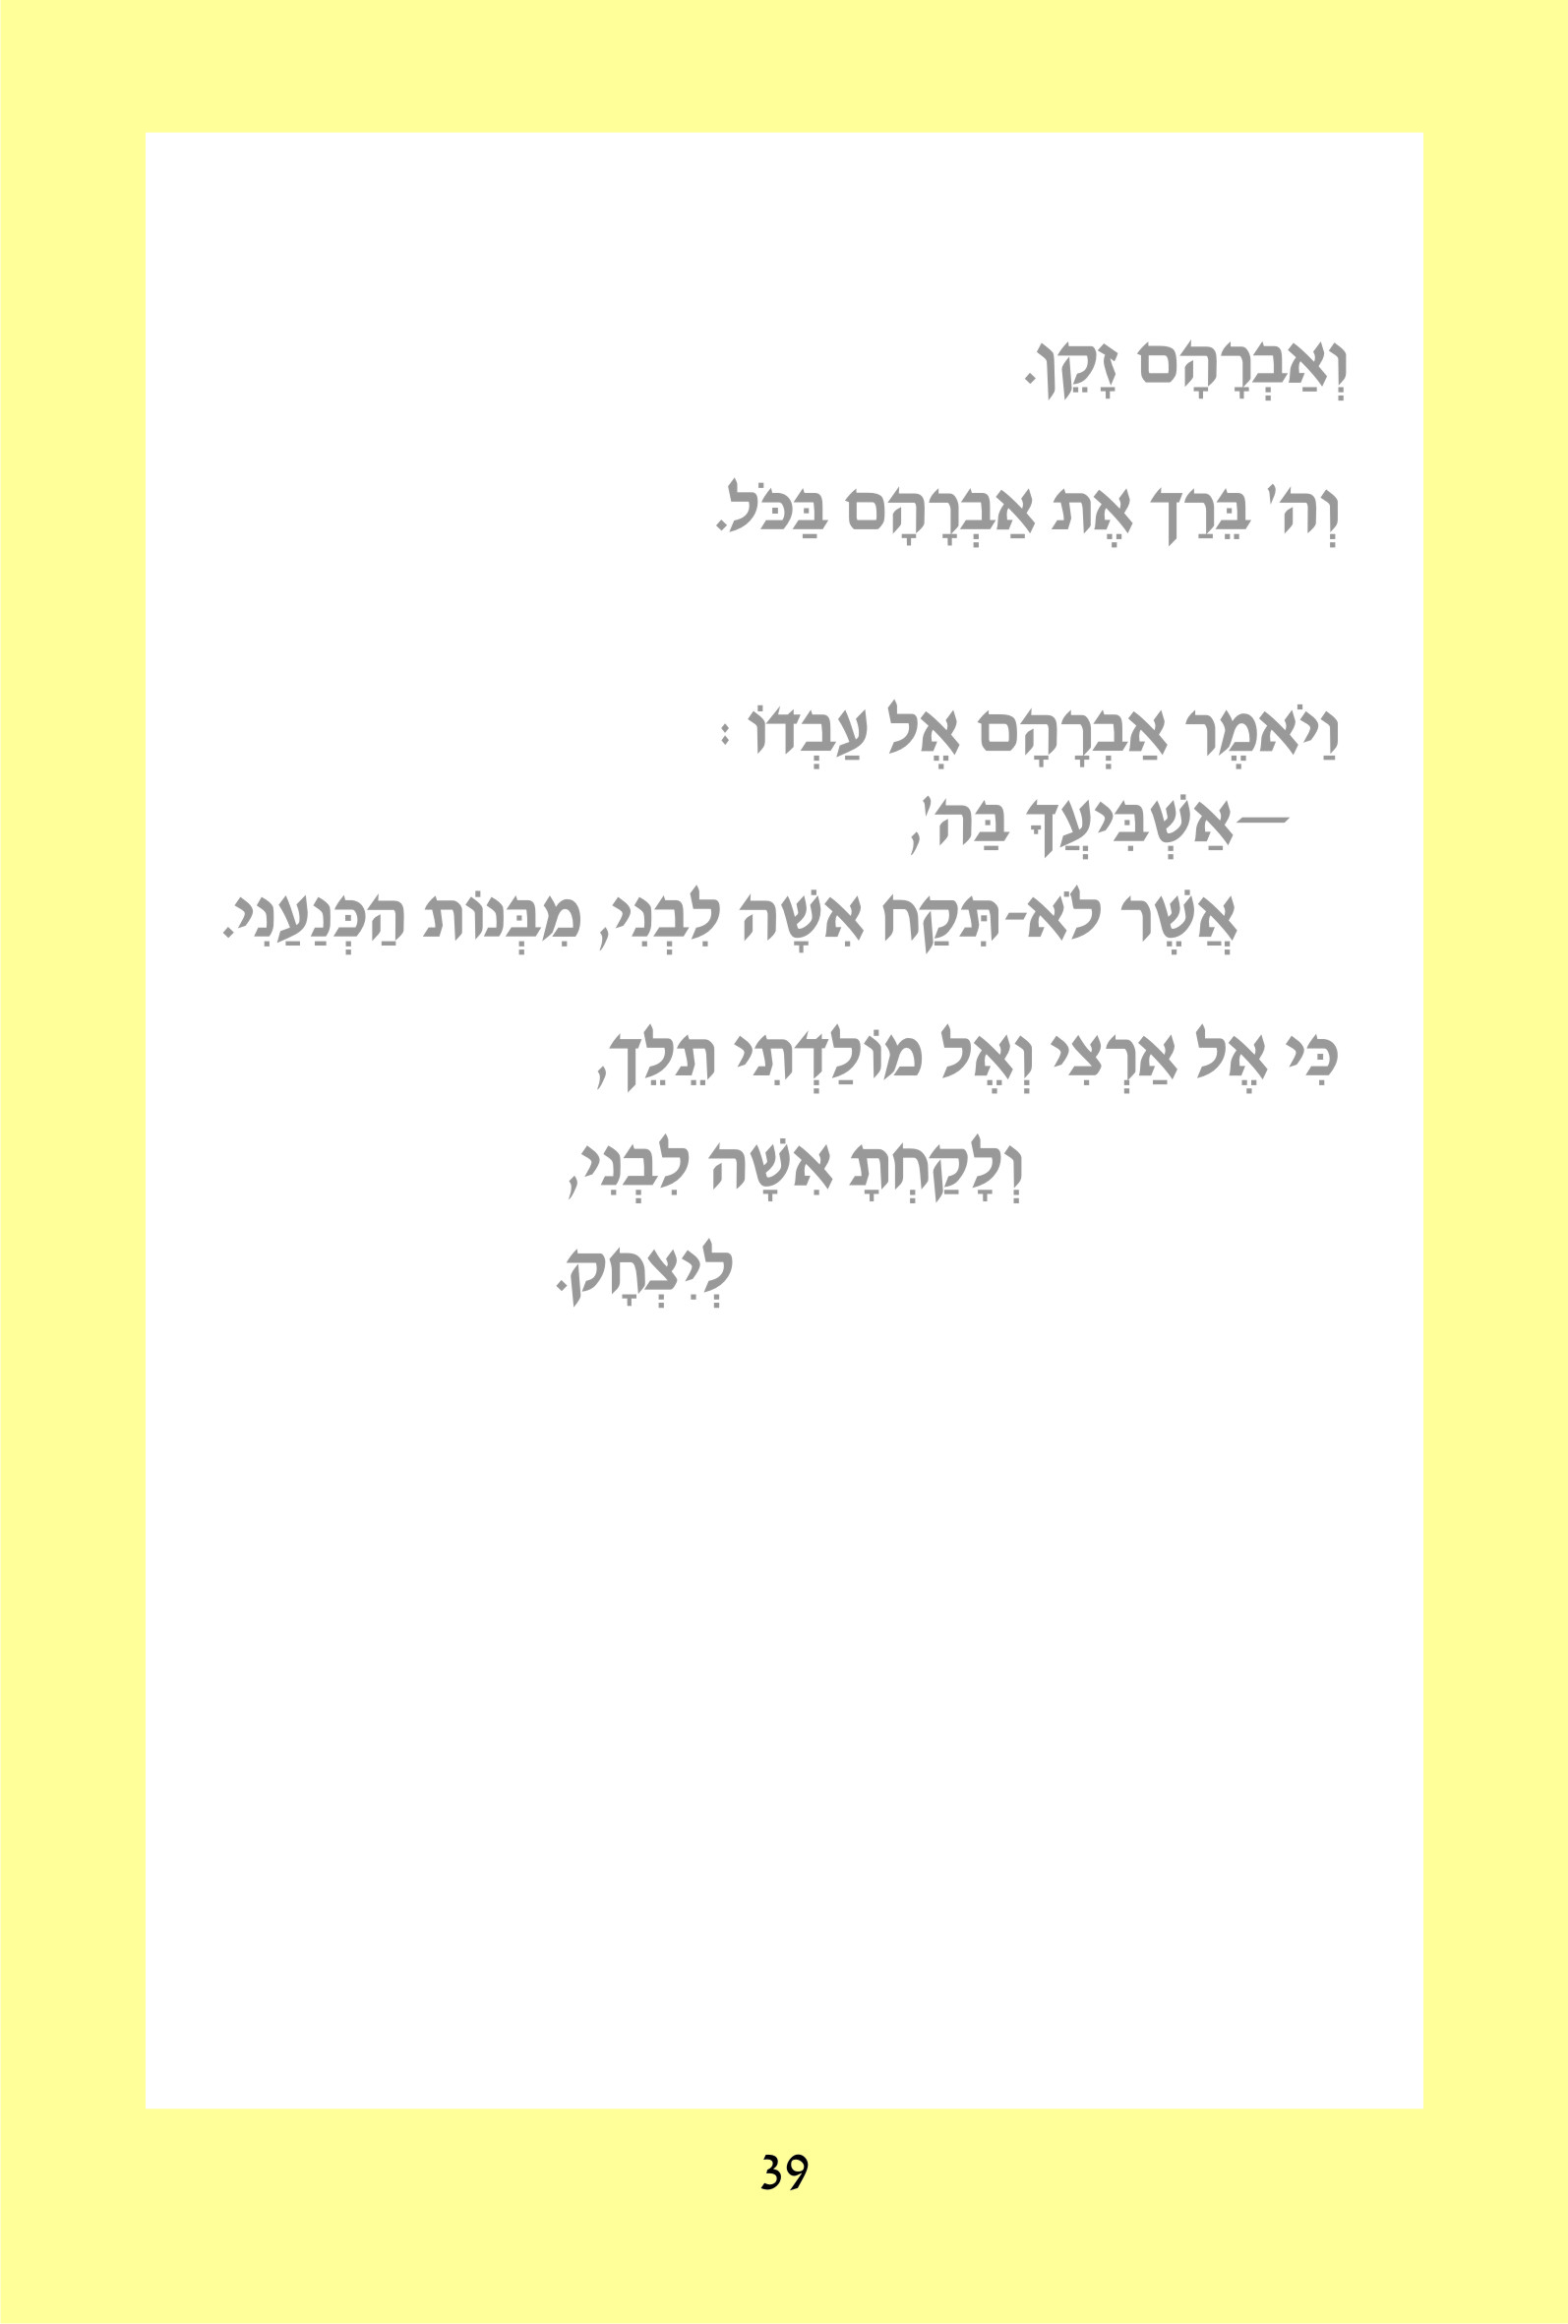 וְאַבְרָהָם זָקֵן.
וְה' בֵּרַך אֶת אַבְרָהָם בַּכֹּל.
וַיֹּאמֶר אַבְרָהָם אֶל עַבְדּוֹ :
—אַשְׁבִּיעֲךָ בַּה',
אֲשֶׁר לֹא-תִּקַּח אִשָּׁה לִבְנִי, מִבְּנוֹת הַכְּנַעֲנִי.
כִּי אֶל אַרְצִי וְאֶל מוֹלַדְתִּי תֵּלֵך,
וְלָקַחְתָּ אִשָּׁה לִבְנִי,
לְיִצְחָק.
39